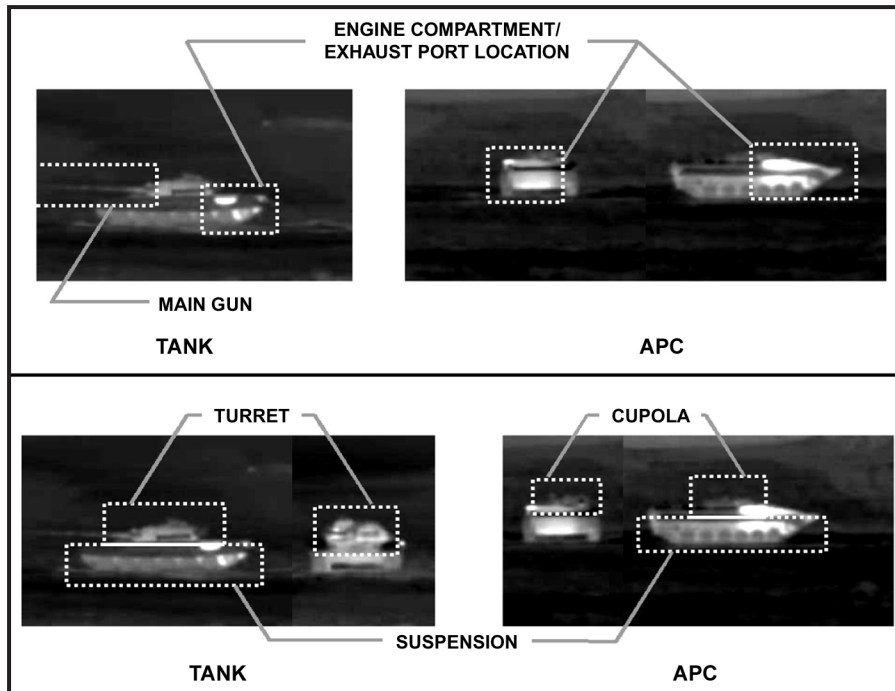 ENGINE COMPARTMENT/
EXHAUST PORT LOCATION
MAIN GUN
TANK
APC
TURRET
CUPOLA
SUSPENSION
TANK
APC